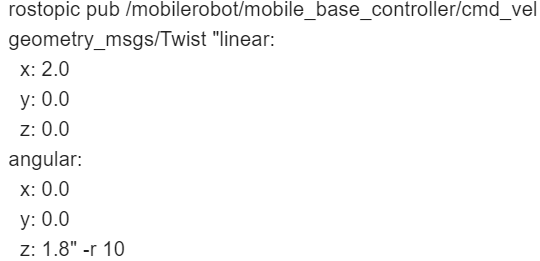 rostopic pub /mobilerobot/mobile_base_controller/cmd_vel
geometry_msgs/Twist "linear:
  x: 2.0
  y: 0.0
  z: 0.0
angular:
  x: 0.0
  y: 0.0
  z: 1.8" -r 10